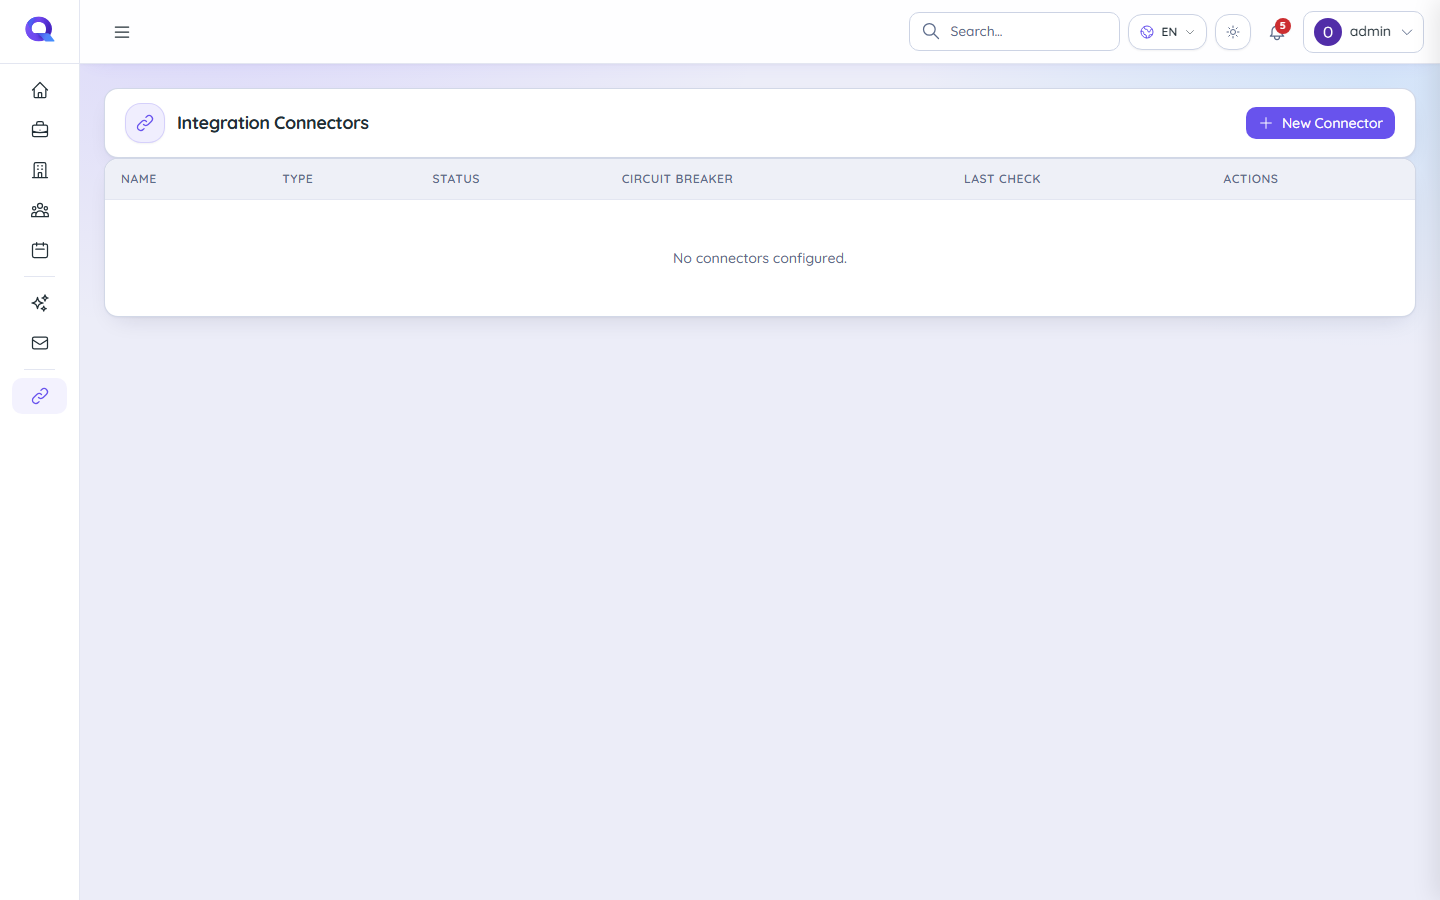 Search...
EN
5
O
admin
Integration Connectors
New Connector
NAME
TYPE
STATUS
CIRCUIT BREAKER
LAST CHECK
ACTIONS
No connectors configured.